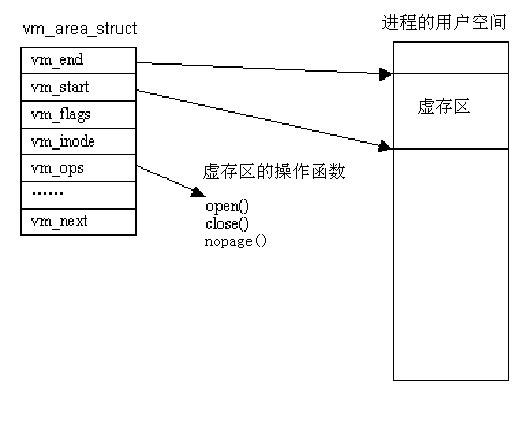 vm_area_struct
进程的用户空间
vm_end
vm_start
vm_flags
vm_inode
vm_ops
······
vm_next
虚存区
虚存区的操作函数
open()
close()
nopage()